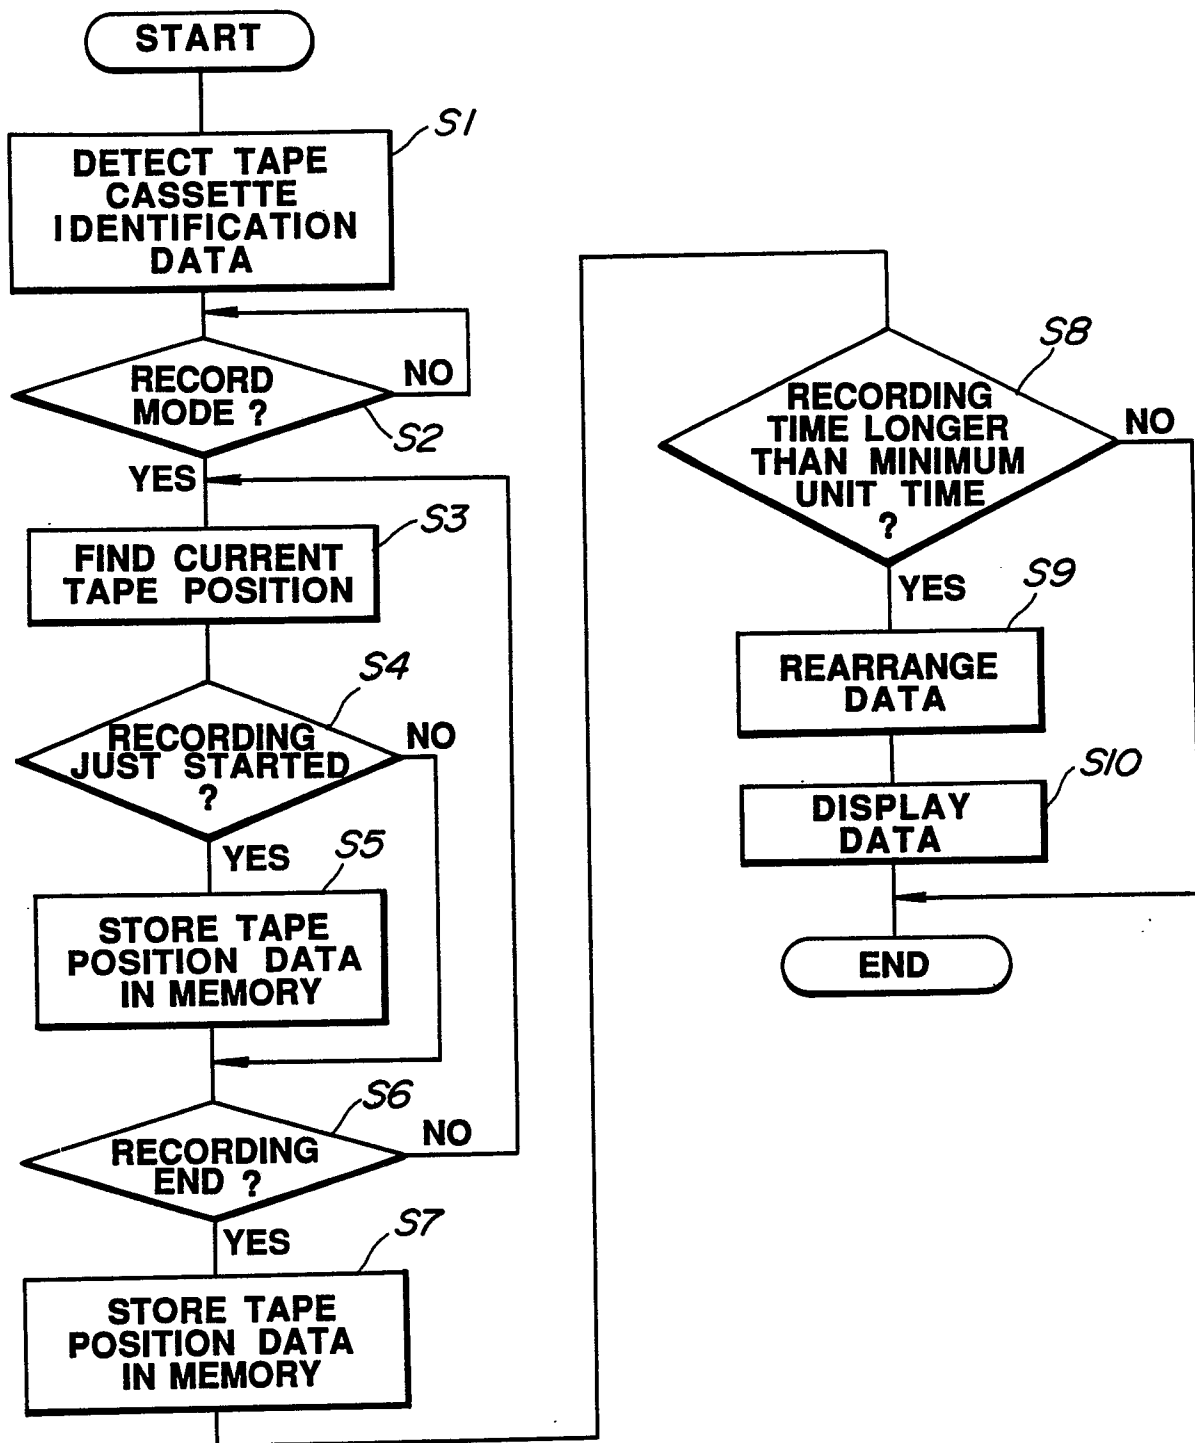 START
S1
DETECT TAPE
CASSETTE
IDENTIFICATION
DATA
RECORD
MODE ?
NO
S2
YES
S3
FIND CURRENT
TAPE POSITION
S4
RECORDING
JUST STARTED
?
NO
YES
S5
STORE TAPE
POSITION DATA
IN MEMORY
S6
RECORDING
END ?
NO
YES
S7
STORE TAPE
POSITION DATA
IN MEMORY
S8
RECORDING
TIME LONGER
THAN MINIMUM
UNIT TIME
?
NO
YES
S9
REARRANGE
DATA
S10
DISPLAY
DATA
END